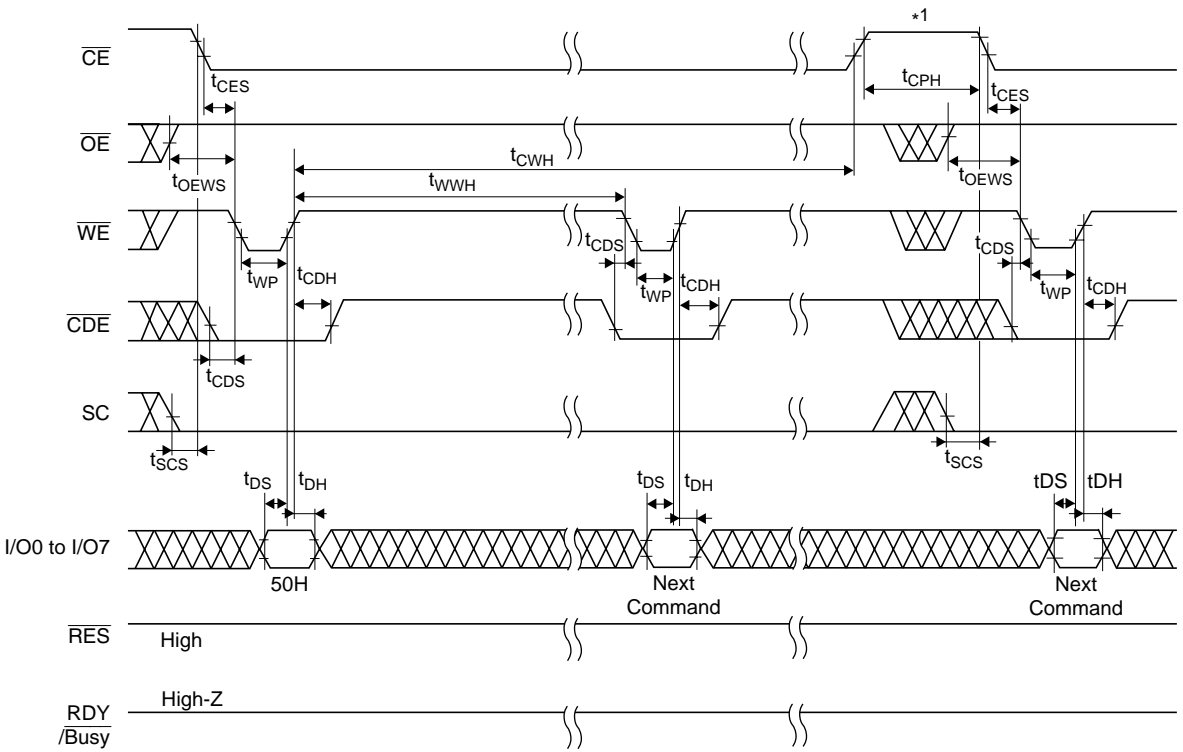 *1
CE
tCES
tCPH
tCES
OE
tOEWS
tCWH
tOEWS
tWWH
WE
tWP
tCDH
tCDS
tWP
tCDH
tCDS
tWP
tCDH
CDE
tCDS
SC
tSCS
tSCS
tDS
tDH
tDS
tDH
tDS
tDH
I/O0 to I/O7
50H
Next
Command
Next
Command
RES
High
RDY
/Busy
High-Z